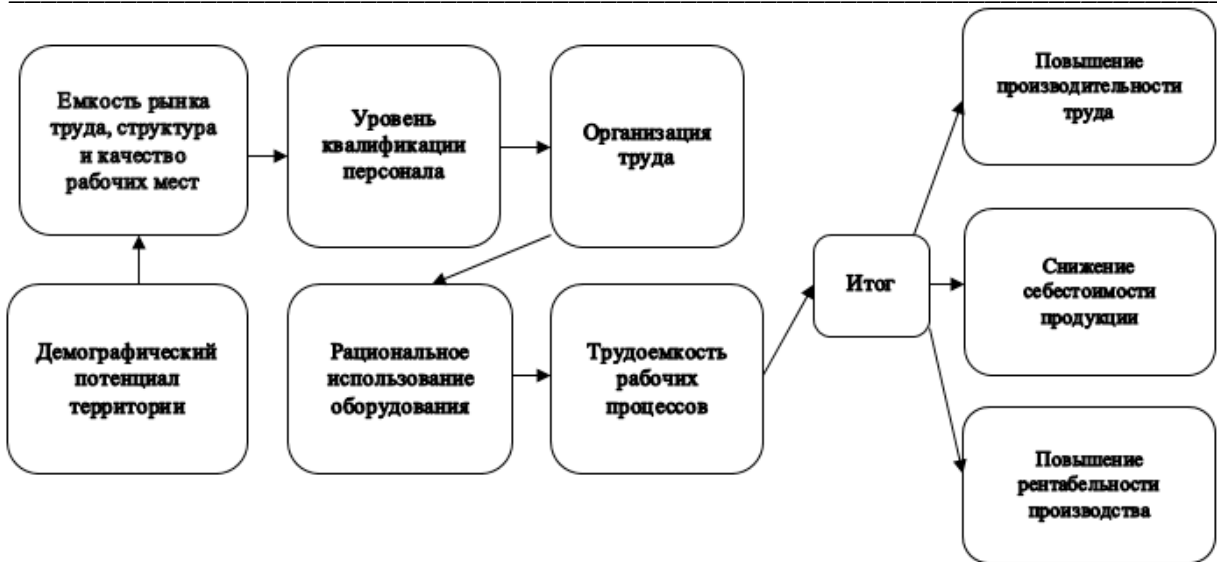 Емкость рынка
труда, структура
и качество
рабочих мест
Уровень
квалификации
персонала
Организация
труда
Повышение
производительности
труда
Демографический
потенциал
территории
Рациональное
использование
оборудования
Трудоемкость
рабочих
процессов
Итог
Снижение
себестоимости
продукции
Повышение
рентабельности
производства